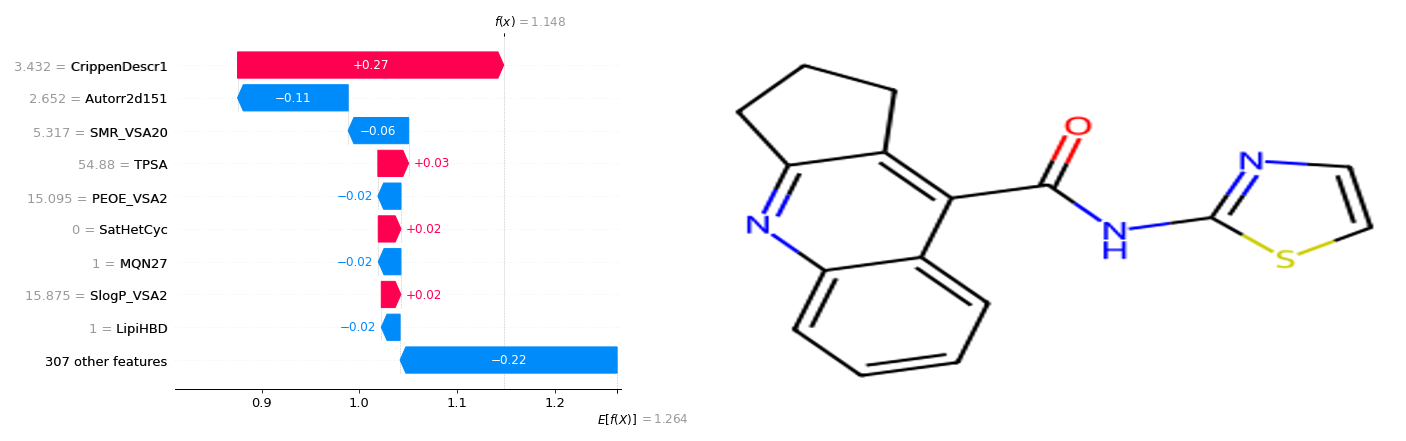 f(x) = 1.148
3.432 = CrippenDescr1
+0.27
2.652 = Autorr2d151
−0.11
5.317 = SMR_VSA20
−0.06
54.88 = TPSA
+0.03
15.095 = PEOE_VSA2
−0.02
0 = SatHetCyc
+0.02
1 = MQN27
−0.02
15.875 = SlogP_VSA2
+0.02
1 = LipiHBD
−0.02
307 other features
−0.22
0.9 1.0 1.1 1.2
E[f(X)] = 1.264
O
N
N
N
H
S